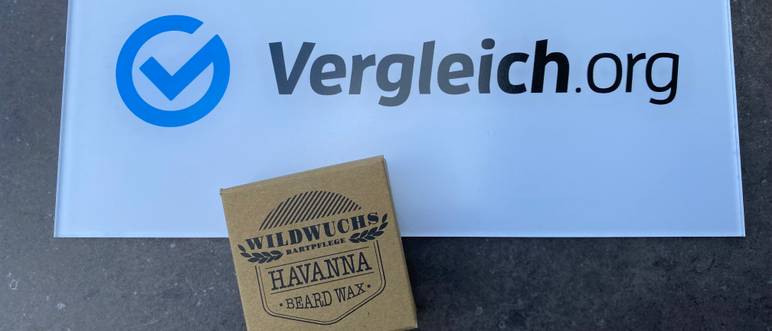 Vergleich.org
WILDWUCHS
BARTPFLEGE
HAVANNA
· BEARD WAX ·